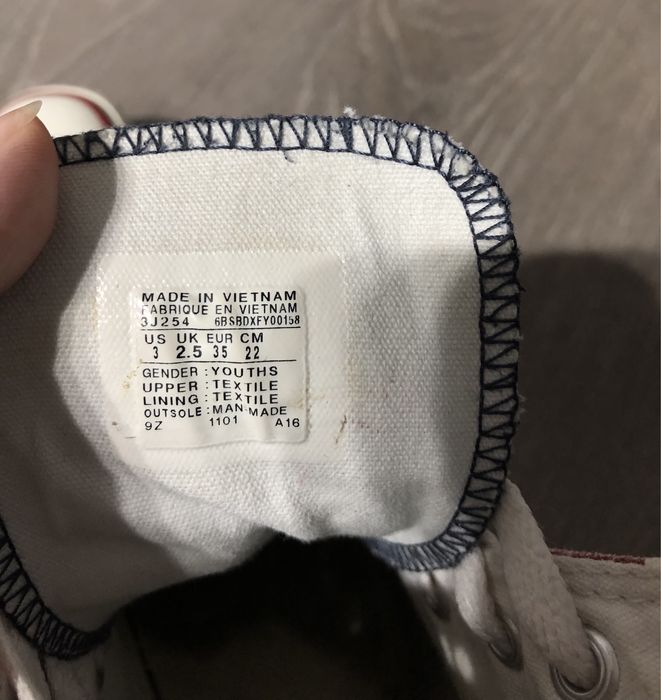 MADE IN VIETNAM
FABRIQUE EN VIETNAM
3J254 6BSBDXFY00158
US UK EUR CM
3 2.5 35 22
GENDER : YOUTHS
UPPER : TEXTILE
LINING : TEXTILE
OUTSOLE : MAN-MADE
9Z 1101 A16